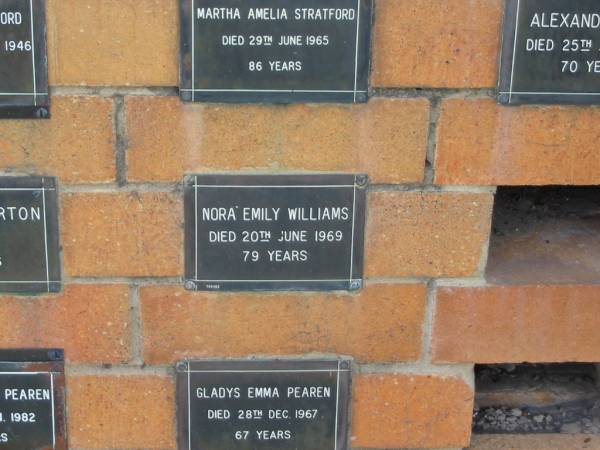 ORD
1946
MARTHA AMELIA STRATFORD
DIED 29TH JUNE 1965
86 YEARS
ALEXAND
DIED 25TH
70 YE
RTON
NORA EMILY WILLIAMS
DIED 20TH JUNE 1969
79 YEARS
PEAREN
1982
RS
GLADYS EMMA PEAREN
DIED 28TH DEC. 1967
67 YEARS